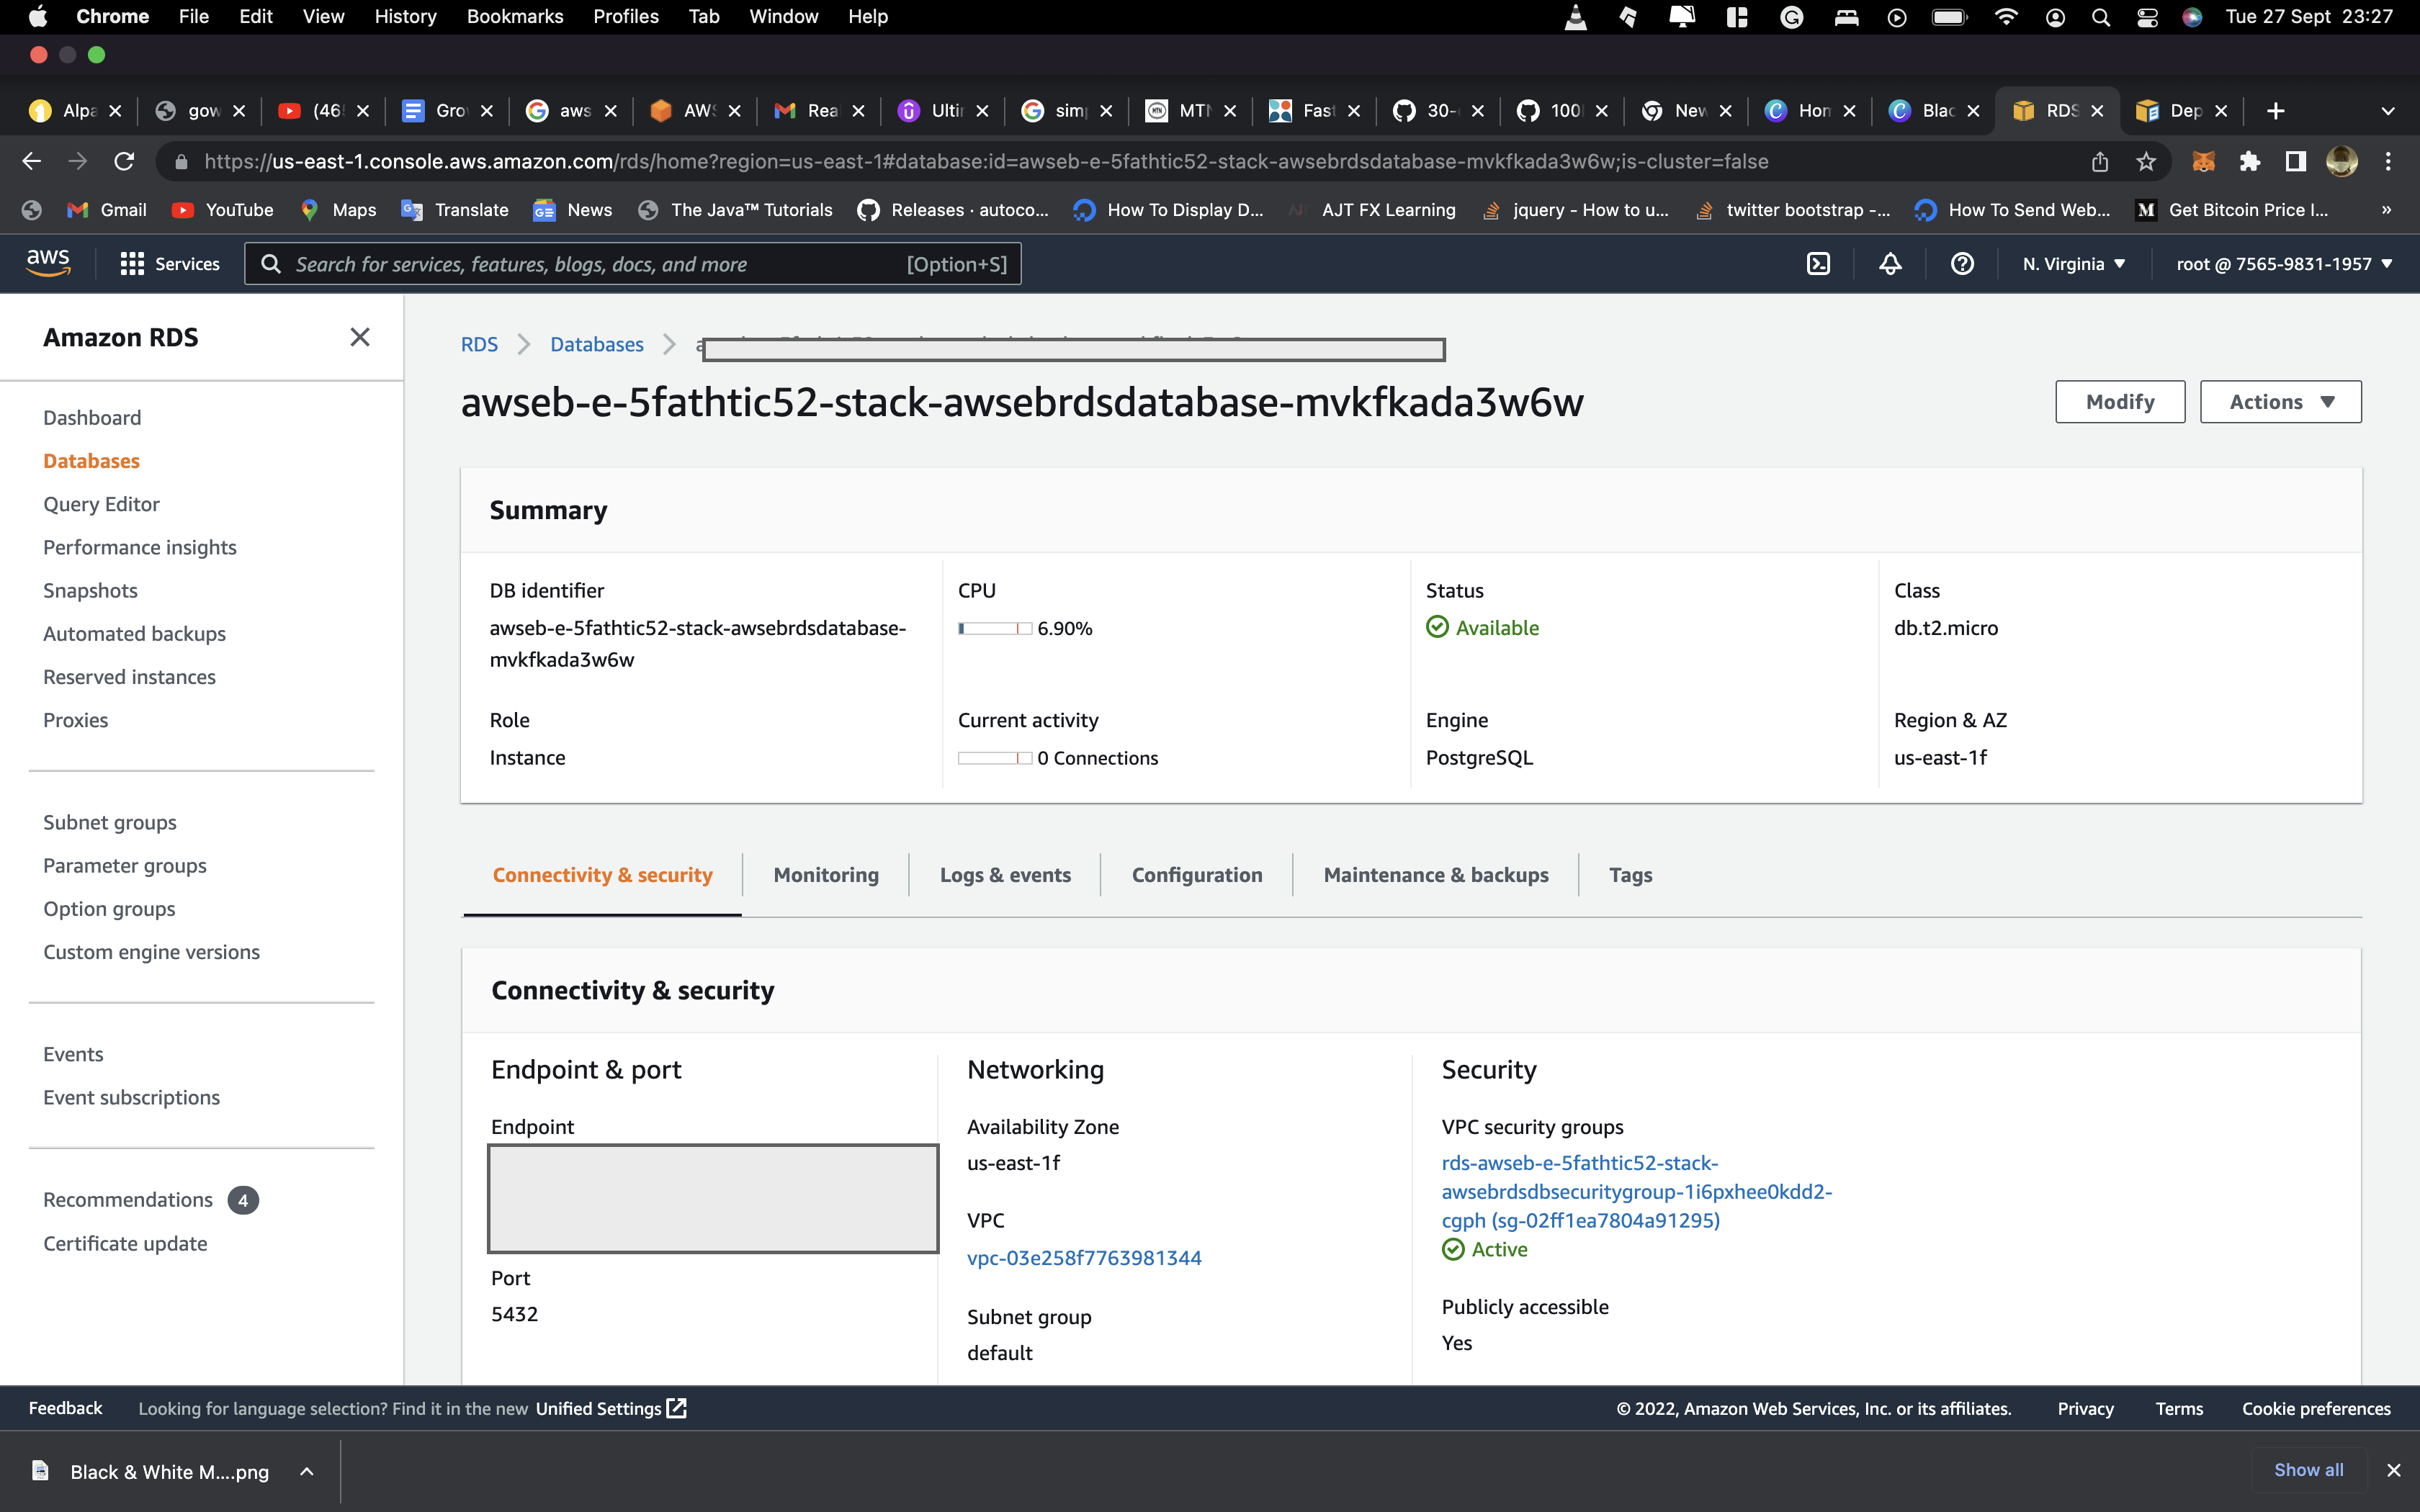 Chrome File Edit View History Bookmarks Profiles Tab Window Help Tue 27 Sept 23:27
Alpa gow (46 Gro aws AWS Rea Ulti sim MTN Fast 30- 100 New Hom Blac RDS Dep
https://us-east-1.console.aws.amazon.com/rds/home?region=us-east-1#database:id=awseb-e-5fathtic52-stack-awsebrdsdatabase-mvkfkada3w6w;is-cluster=false
Gmail YouTube Maps Translate News The Java™ Tutorials Releases · autoco... How To Display D... AJT FX Learning jquery - How to u... twitter bootstrap -... How To Send Web... Get Bitcoin Price I... »
aws Services Search for services, features, blogs, docs, and more [Option+S] N. Virginia root @ 7565-9831-1957
Amazon RDS
Dashboard
Databases
Query Editor
Performance insights
Snapshots
Automated backups
Reserved instances
Proxies
Subnet groups
Parameter groups
Option groups
Custom engine versions
Events
Event subscriptions
Recommendations 4
Certificate update
RDS Databases
awseb-e-5fathtic52-stack-awsebrdsdatabase-mvkfkada3w6w
Modify Actions
Summary
DB identifier
awseb-e-5fathtic52-stack-awsebrdsdatabase-
mvkfkada3w6w
CPU
6.90%
Status
Available
Class
db.t2.micro
Role
Instance
Current activity
0 Connections
Engine
PostgreSQL
Region & AZ
us-east-1f
Connectivity & security Monitoring Logs & events Configuration Maintenance & backups Tags
Connectivity & security
Endpoint & port
Endpoint
Port
5432
Networking
Availability Zone
us-east-1f
VPC
vpc-03e258f7763981344
Subnet group
default
Security
VPC security groups
rds-awseb-e-5fathtic52-stack-
awsebrdsdbsecuritygroup-1i6pxhee0kdd2-
cgph (sg-02ff1ea7804a91295)
Active
Publicly accessible
Yes
Feedback Looking for language selection? Find it in the new Unified Settings © 2022, Amazon Web Services, Inc. or its affiliates. Privacy Terms Cookie preferences
Black & White M....png Show all